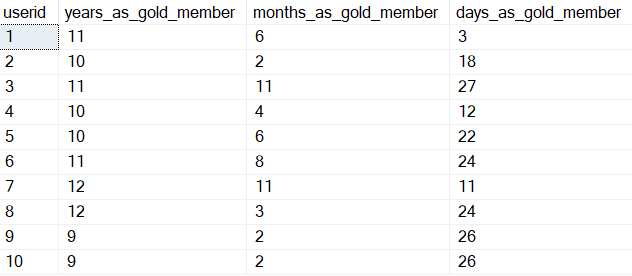 userid years_as_gold_member months_as_gold_member days_as_gold_member
1 11 6 3
2 10 2 18
3 11 11 27
4 10 4 12
5 10 6 22
6 11 8 24
7 12 11 11
8 12 3 24
9 9 2 26
10 9 2 26